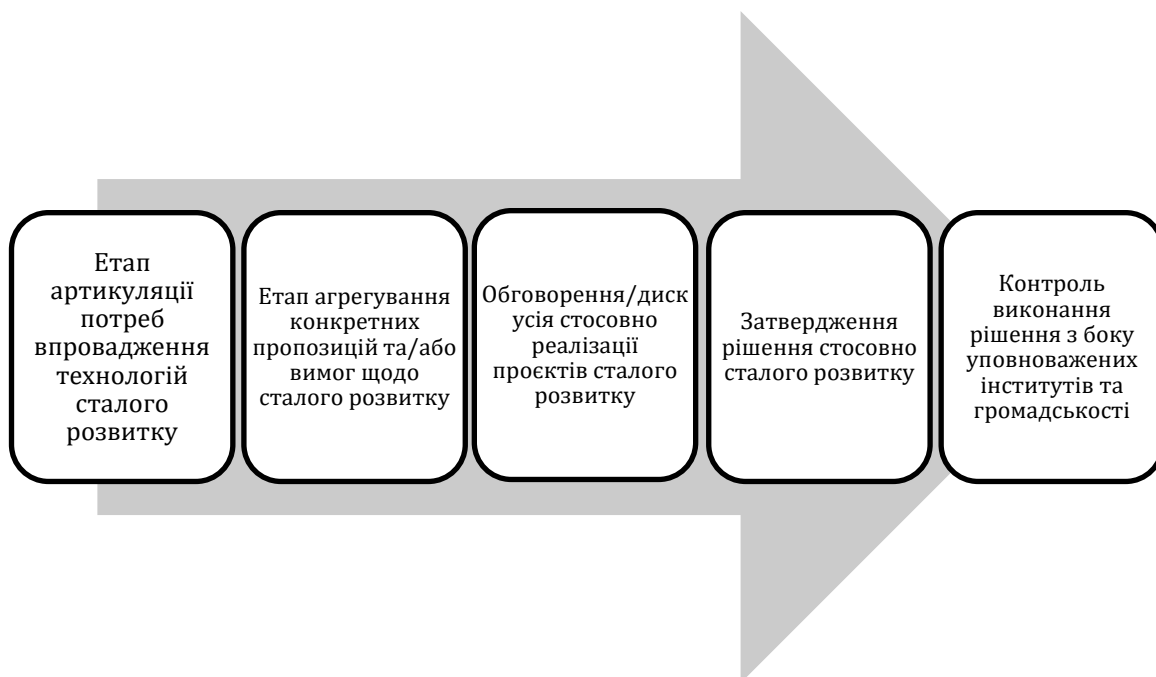 Етап
артикуляції
потреб
впровадження
технологій
сталого
розвитку
Етап агрегування
конкретних
пропозицій та/або
вимог щодо
сталого розвитку
Обговорення/диск
усія стосовно
реалізації
проєктів сталого
розвитку
Затвердження
рішення стосовно
сталого розвитку
Контроль
виконання
рішення з боку
уповноважених
інститутів та
громадськості